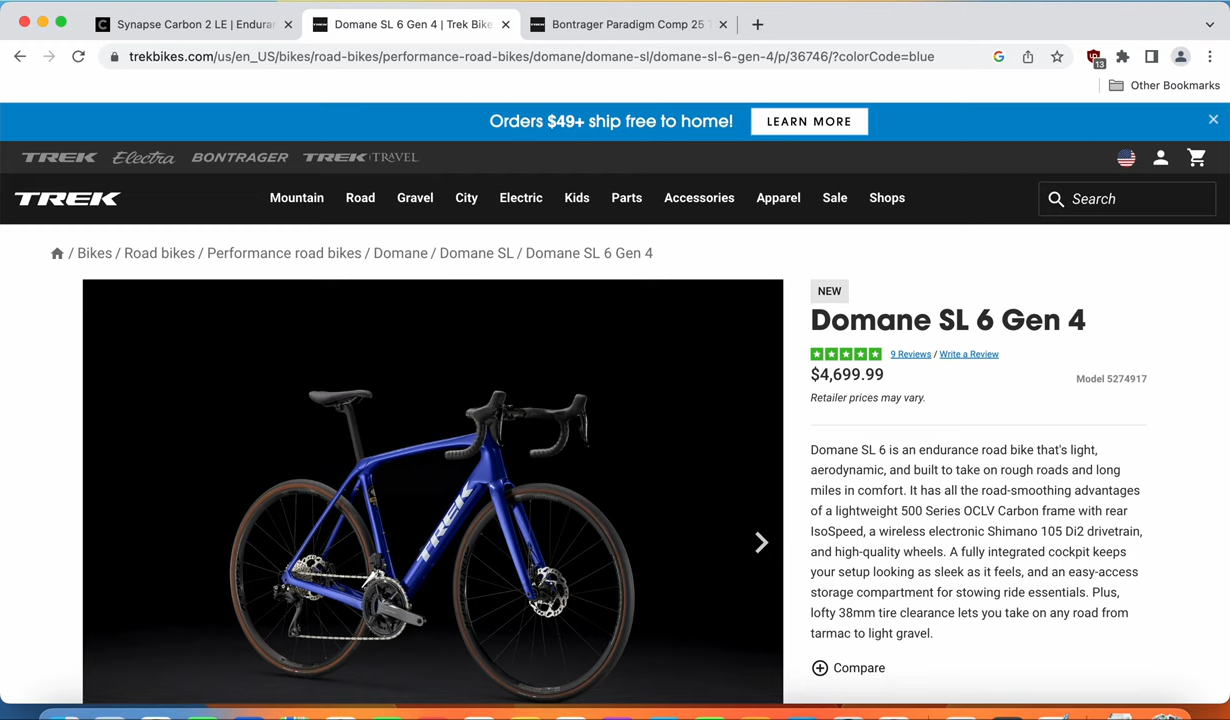 Synapse Carbon 2 LE | Enduran
Domane SL 6 Gen 4 | Trek Bike
Bontrager Paradigm Comp 25 T
trekbikes.com/us/en_US/bikes/road-bikes/performance-road-bikes/domane/domane-sl/domane-sl-6-gen-4/p/36746/?colorCode=blue
13
Other Bookmarks
Orders $49+ ship free to home!
LEARN MORE
TREK Electra BONTRAGER TREK TRAVEL
TREK
Mountain Road Gravel City Electric Kids Parts Accessories Apparel Sale Shops
Search
/ Bikes / Road bikes / Performance road bikes / Domane / Domane SL / Domane SL 6 Gen 4
NEW
Domane SL 6 Gen 4
9 Reviews / Write a Review
$4,699.99
Model 5274917
Retailer prices may vary.
Domane SL 6 is an endurance road bike that's light,
aerodynamic, and built to take on rough roads and long
miles in comfort. It has all the road-smoothing advantages
of a lightweight 500 Series OCLV Carbon frame with rear
IsoSpeed, a wireless electronic Shimano 105 Di2 drivetrain,
and high-quality wheels. A fully integrated cockpit keeps
your setup looking as sleek as it feels, and an easy-access
storage compartment for stowing ride essentials. Plus,
lofty 38mm tire clearance lets you take on any road from
tarmac to light gravel.
Compare
TREK